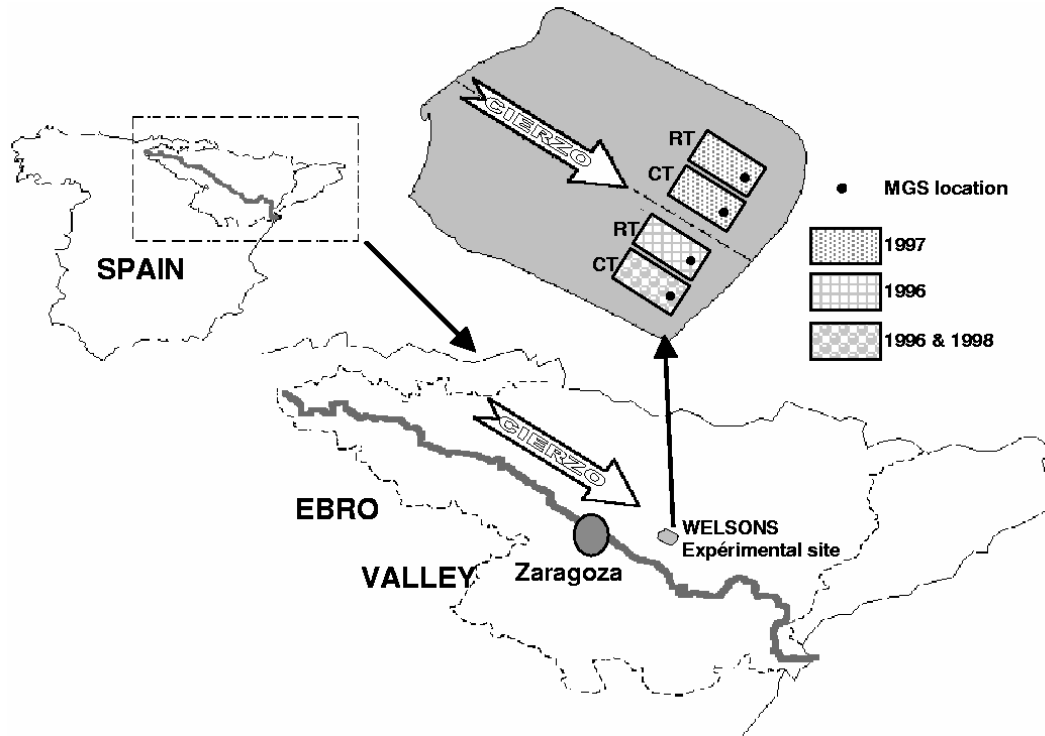 CIERZO
RT
CT
RT
CT
MGS location
1997
1996
1996 & 1998
SPAIN
CIERZO
EBRO
VALLEY
Zaragoza
WELSONS
Expérimental site